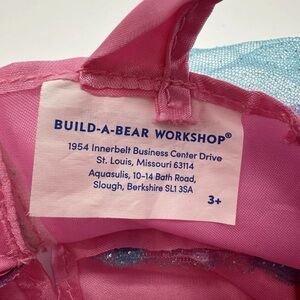 BUILD-A-BEAR WORKSHOP®
1954 Innerbelt Business Center Drive
St. Louis, Missouri 63114
Aquasulis, 10-14 Bath Road,
Slough, Berkshire SL1 3SA
3+